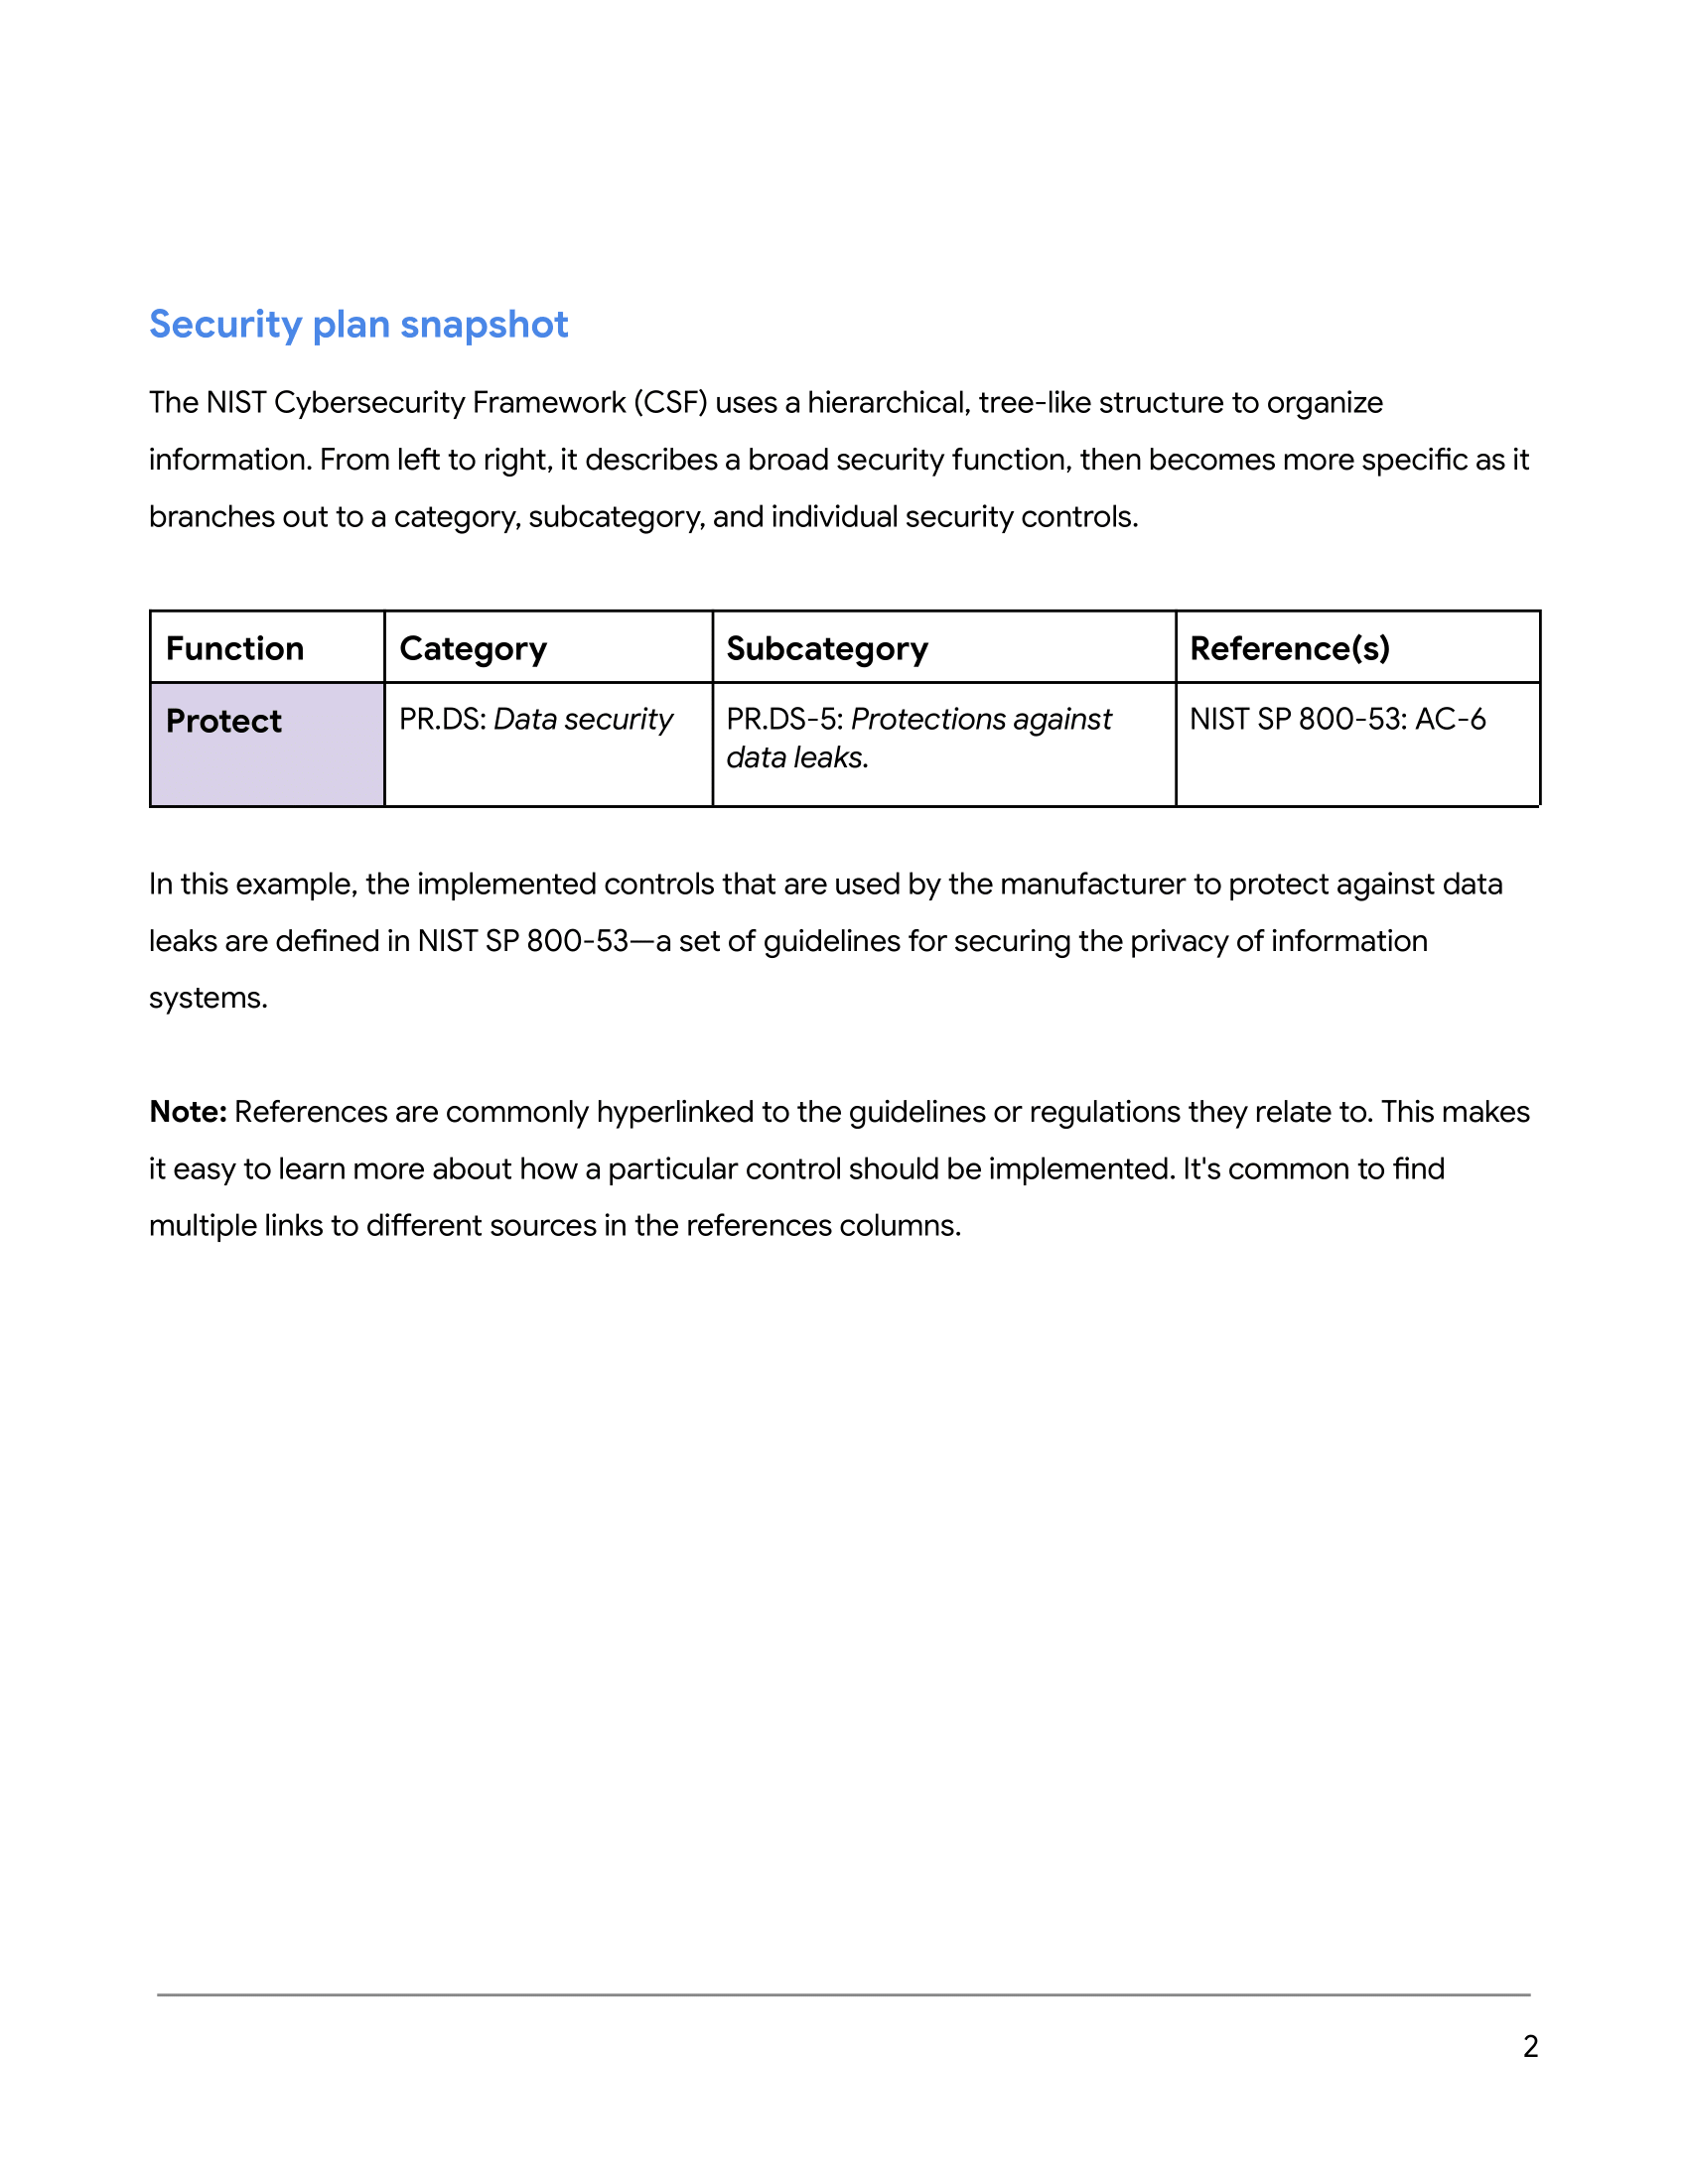 Security plan snapshot
The NIST Cybersecurity Framework (CSF) uses a hierarchical, tree-like structure to organize
information. From left to right, it describes a broad security function, then becomes more specific as it
branches out to a category, subcategory, and individual security controls.
Function Category Subcategory Reference(s)
Protect PR.DS: Data security PR.DS-5: Protections against NIST SP 800-53: AC-6
data leaks.
In this example, the implemented controls that are used by the manufacturer to protect against data
leaks are defined in NIST SP 800-53—a set of guidelines for securing the privacy of information
systems.
Note: References are commonly hyperlinked to the guidelines or regulations they relate to. This makes
it easy to learn more about how a particular control should be implemented. It's common to find
multiple links to different sources in the references columns.
2